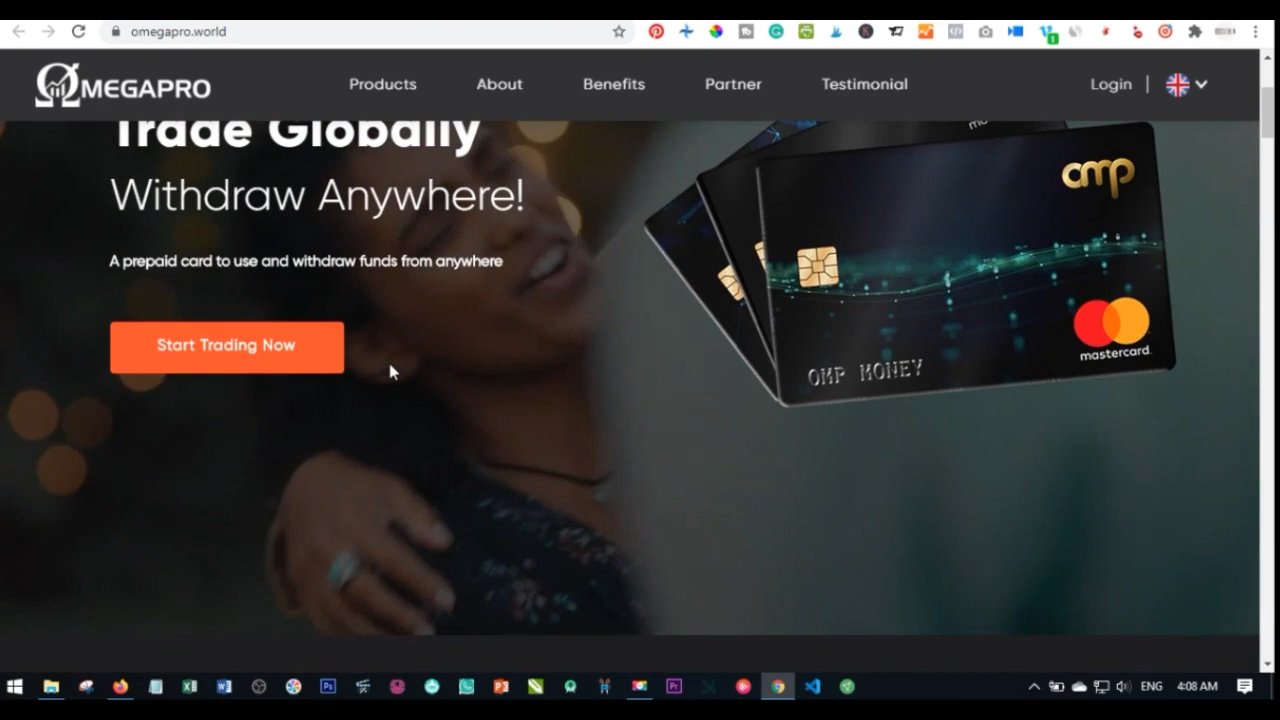 omegapro.world
ΩMEGAPRO
Products
About
Benefits
Partner
Testimonial
Login
Trade Globally
Withdraw Anywhere!
A prepaid card to use and withdraw funds from anywhere
Start Trading Now
omp
mastercard.
OMP MONEY
ENG
4:08 AM